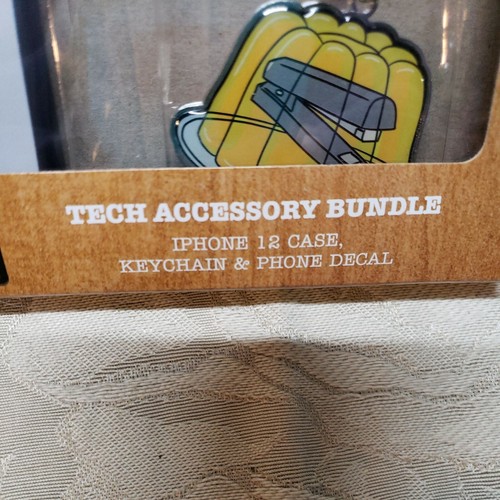 TECH ACCESSORY BUNDLE
IPHONE 12 CASE,
KEYCHAIN & PHONE DECAL